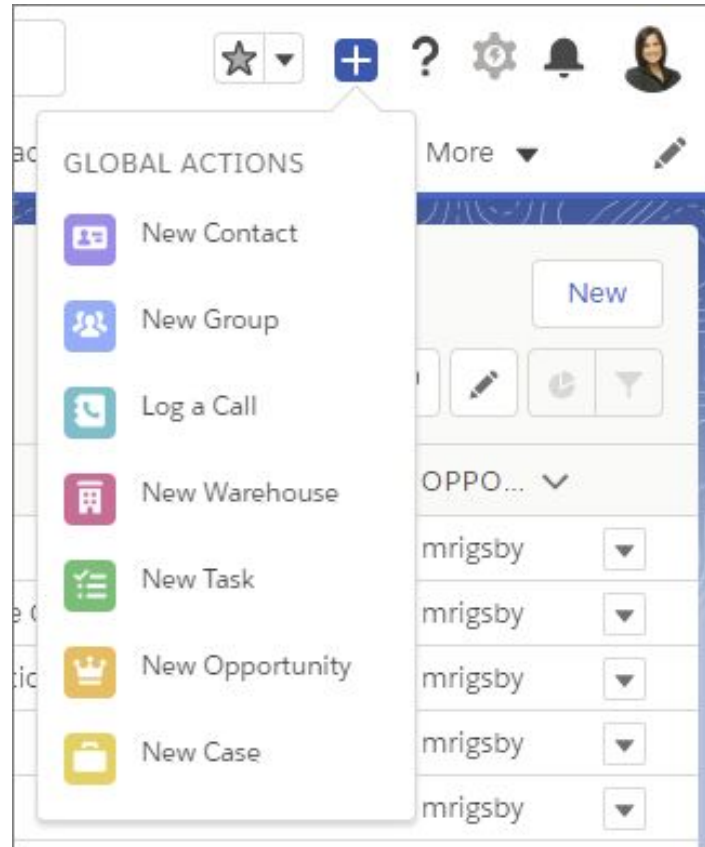 More
GLOBAL ACTIONS
New Contact
New Group
Log a Call
New Warehouse
New Task
New Opportunity
New Case
New
OPPO...
mrigsby
mrigsby
mrigsby
mrigsby
mrigsby